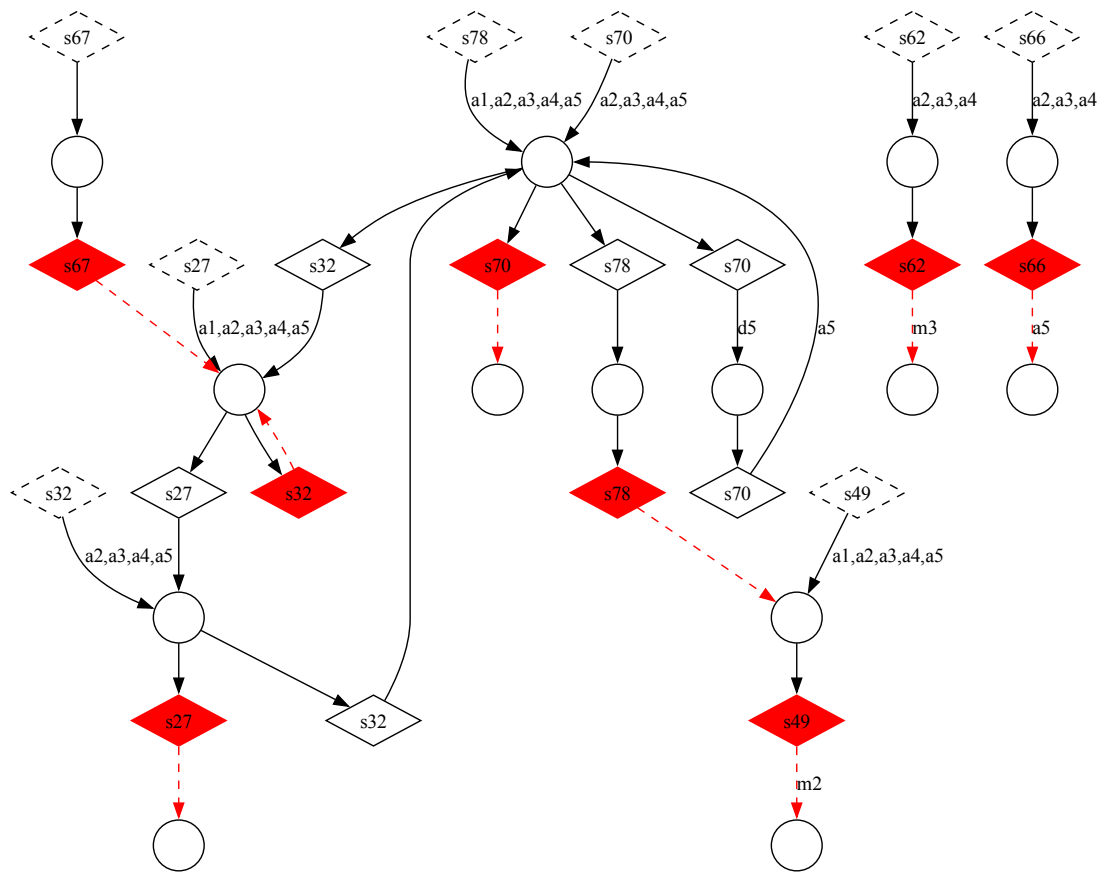 s67
s78
s70
s62
s66
a1,a2,a3,a4,a5
a2,a3,a4,a5
a2,a3,a4
a2,a3,a4
s67
s27
s32
s70
s78
s70
s62
s66
a1,a2,a3,a4,a5
d5
a5
m3
a5
s32
s27
s32
s78
s70
s49
a2,a3,a4,a5
a1,a2,a3,a4,a5
s27
s32
s49
m2